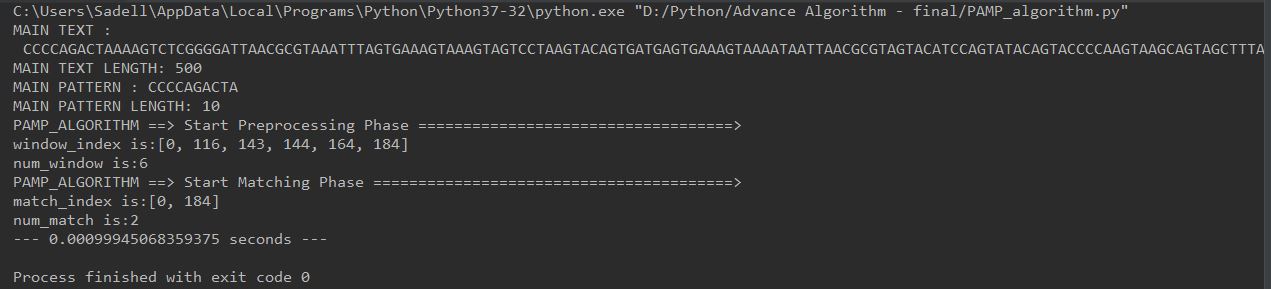 C:\Users\Sadell\AppData\Local\Programs\Python\Python37-32\python.exe "D:/Python/Advance Algorithm - final/PAMP_algorithm.py"
MAIN TEXT :
CCCCAGACTAAAAGTCTCGGGGATTAACGCGTAAATTTAGTGAAAGTAAAGTAGTCCTAAGTACAGTGATGAGTGAAAGTAAAATAATTAACGCGTAGTACATCCAGTATACAGTACCCCAAGTAAGCAGTAGCTTTA
MAIN TEXT LENGTH: 500
MAIN PATTERN : CCCCAGACTA
MAIN PATTERN LENGTH: 10
PAMP_ALGORITHM ==> Start Preprocessing Phase ===================================>
window_index is:[0, 116, 143, 144, 164, 184]
num_window is:6
PAMP_ALGORITHM ==> Start Matching Phase ========================================>
match_index is:[0, 184]
num_match is:2
--- 0.00099945068359375 seconds ---
Process finished with exit code 0